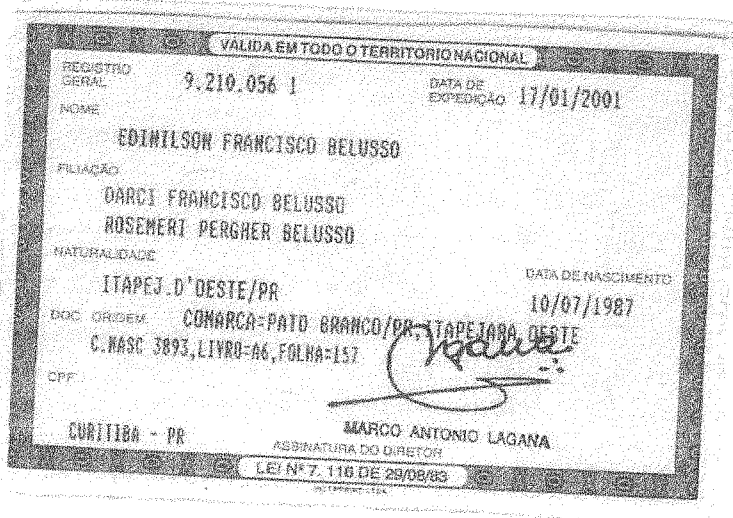 VÁLIDA EM TODO O TERRITÓRIO NACIONAL
REGISTRO GERAL 9.210.056 1 DATA DE EXPEDIÇÃO 17/01/2001
NOME
EDINILSON FRANCISCO BELUSSO
FILIAÇÃO
DARCI FRANCISCO BELUSSO
ROSEMERI PERGHER BELUSSO
NATURALIDADE DATA DE NASCIMENTO
ITAPEJ.D'OESTE/PR 10/07/1987
DOC ORIGEM COMARCA=PATO BRANCO/PR,ITAPEJARA OESTE
C.NASC 3893,LIVRO=A6,FOLHA=157
CPF
CURITIBA - PR MARCO ANTONIO LAGANA
ASSINATURA DO DIRETOR
LEI Nº 7.116 DE 29/08/83